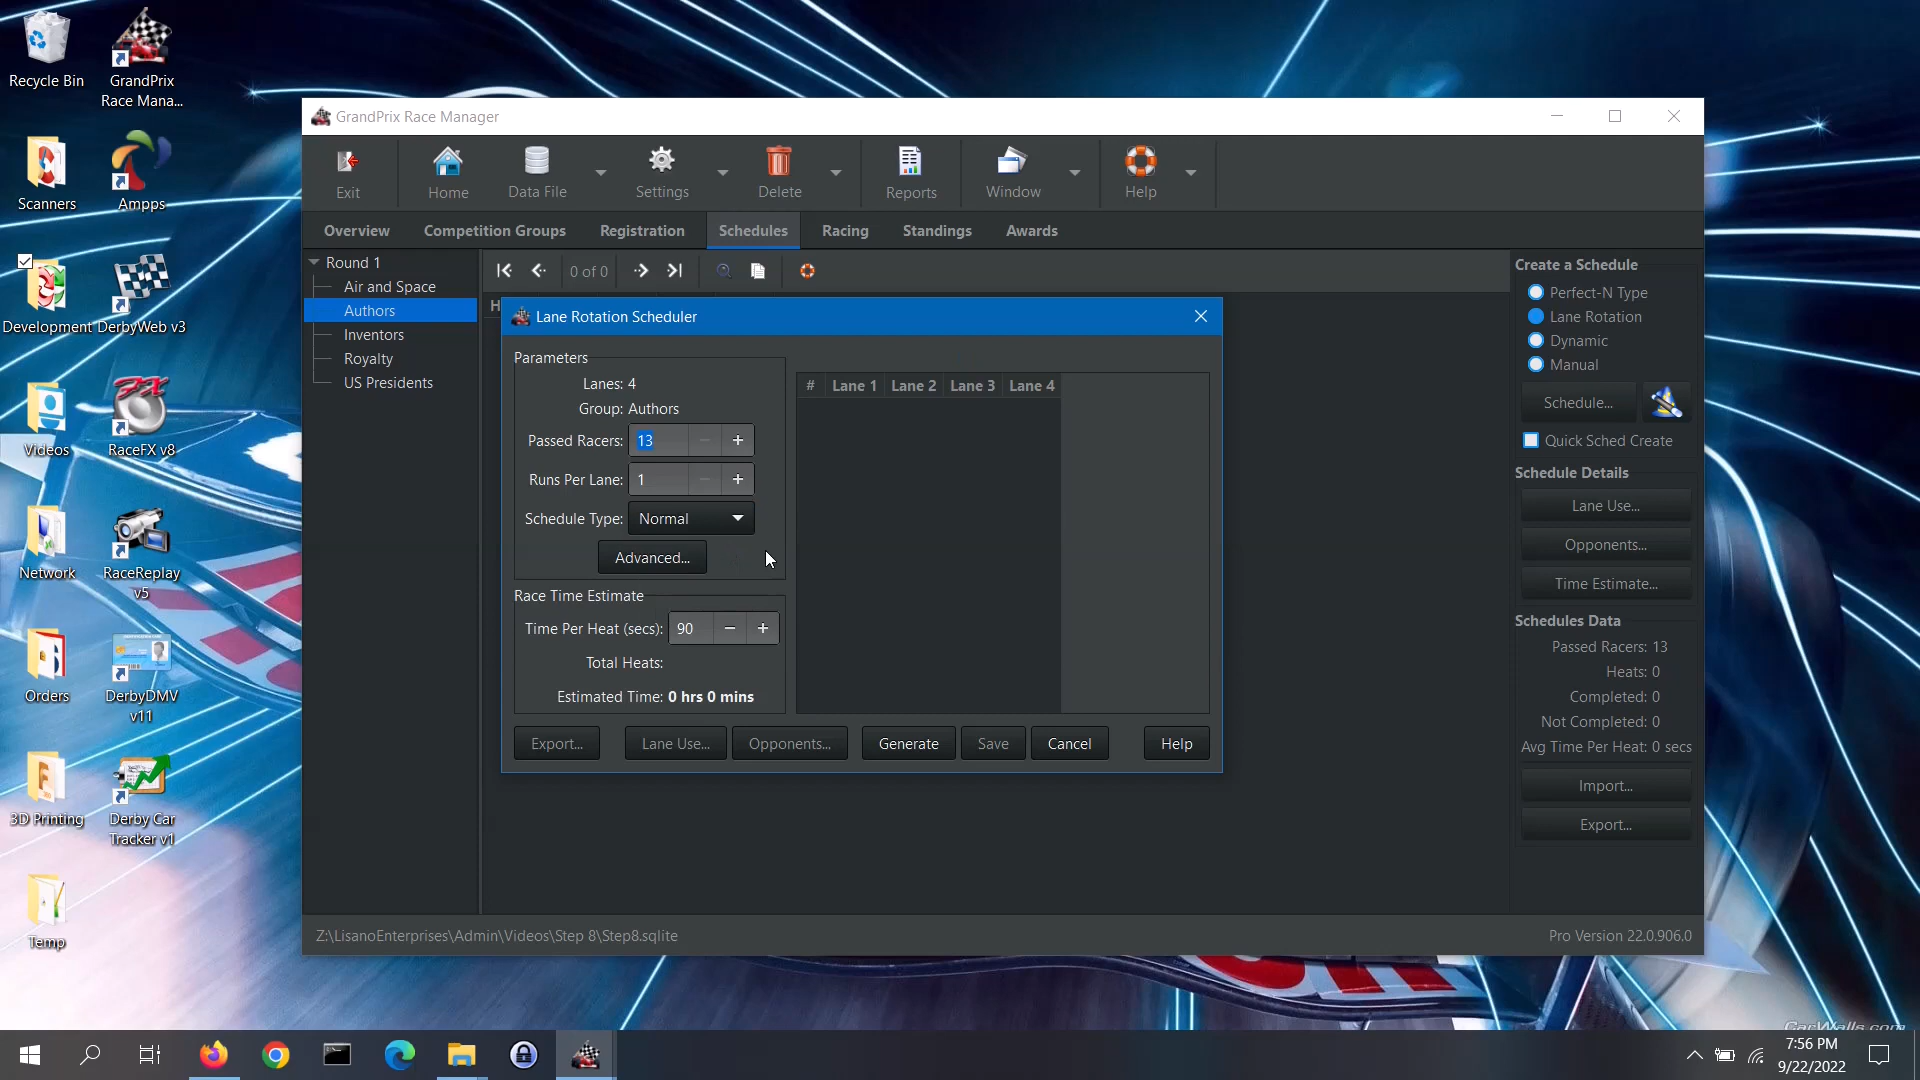 Recycle Bin
GrandPrix
Race Mana...
Scanners
Ampps
Development
DerbyWeb v3
Videos
RaceFX v8
Network
RaceReplay
v5
Orders
DerbyDMV
v11
3D Printing
Derby Car
Tracker v1
Temp
GrandPrix Race Manager
Exit
Home
Data File
Settings
Delete
Reports
Window
Help
Overview
Competition Groups
Registration
Schedules
Racing
Standings
Awards
Round 1
Air and Space
Authors
Inventors
Royalty
US Presidents
0 of 0
H
Lane Rotation Scheduler
Parameters
Lanes: 4
Group: Authors
Passed Racers: 13
Runs Per Lane: 1
Schedule Type: Normal
Advanced...
Race Time Estimate
Time Per Heat (secs): 90
Total Heats:
Estimated Time: 0 hrs 0 mins
# Lane 1 Lane 2 Lane 3 Lane 4
Export...
Lane Use...
Opponents...
Generate
Save
Cancel
Help
Create a Schedule
Perfect-N Type
Lane Rotation
Dynamic
Manual
Schedule...
Quick Sched Create
Schedule Details
Lane Use...
Opponents...
Time Estimate...
Schedules Data
Passed Racers: 13
Heats: 0
Completed: 0
Not Completed: 0
Avg Time Per Heat: 0 secs
Import...
Export...
Z:\LisanoEnterprises\Admin\Videos\Step 8\Step8.sqlite
Pro Version 22.0.906.0
CarWalls.com
7:56 PM
9/22/2022